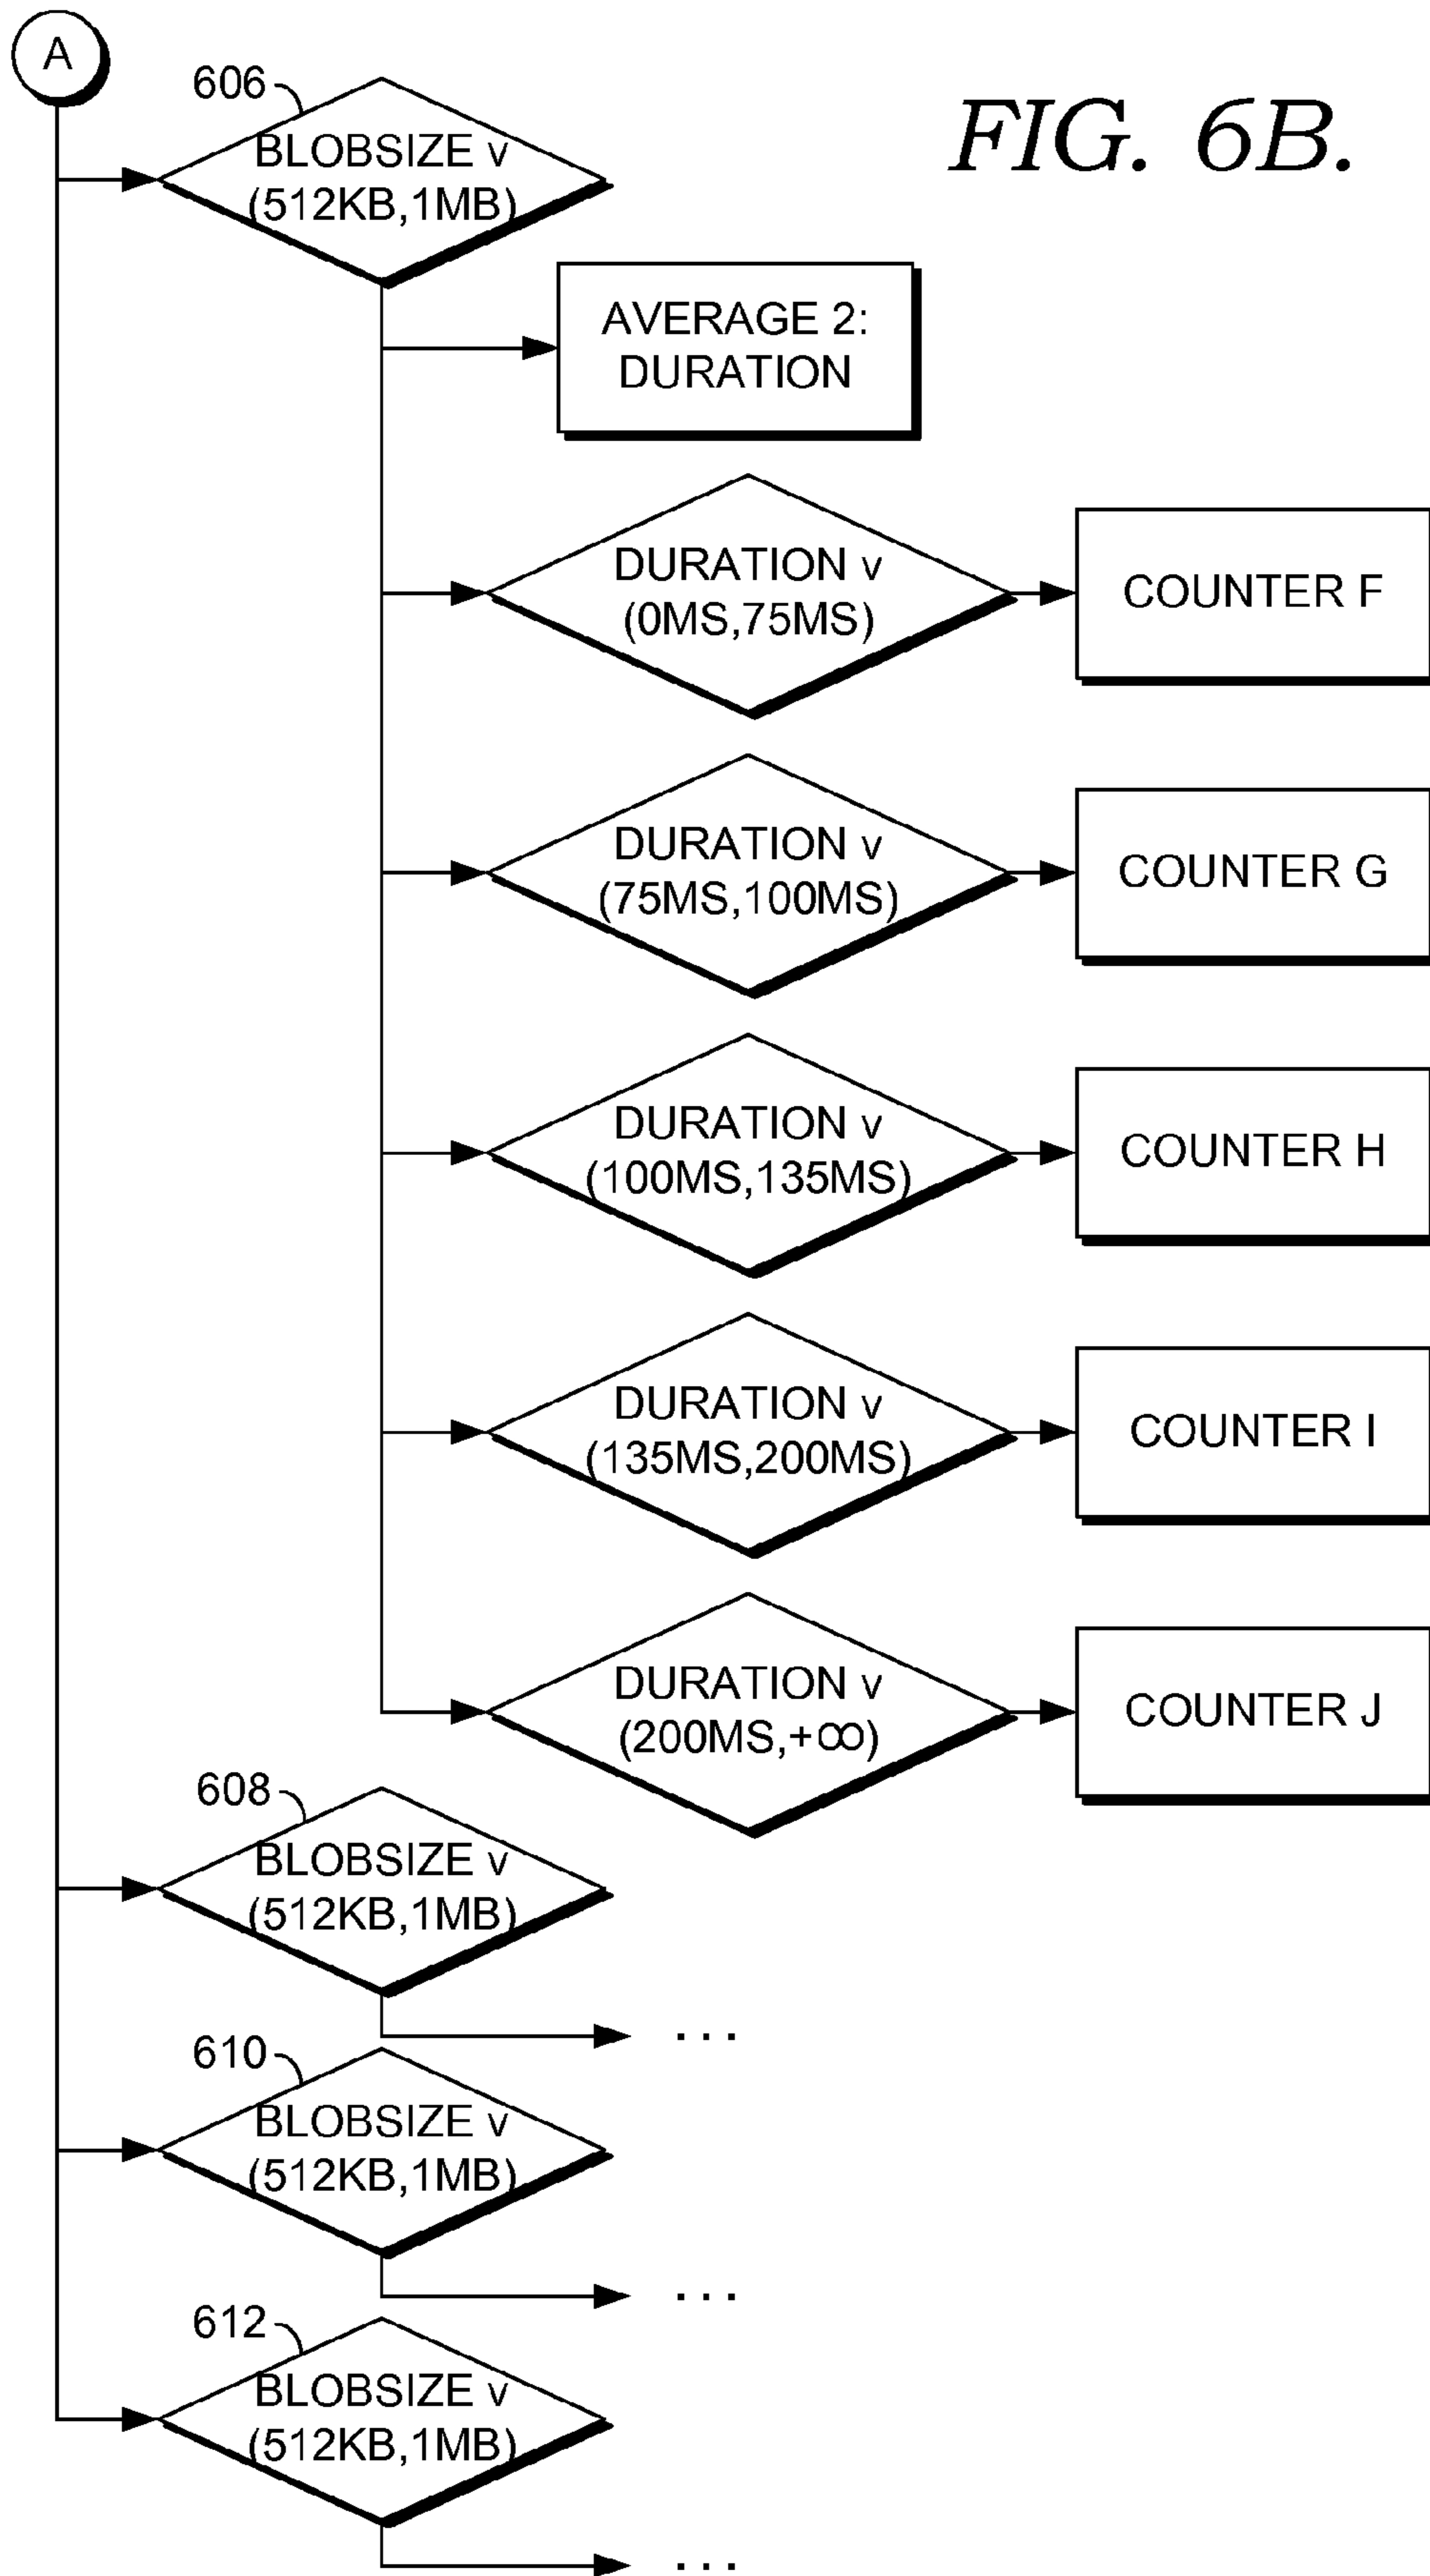 A
606
FIG. 6B.
BLOBSIZE v
(512KB,1MB)
AVERAGE 2:
DURATION
DURATION v
(0MS,75MS)
COUNTER F
DURATION v
(75MS,100MS)
COUNTER G
DURATION v
(100MS,135MS)
COUNTER H
DURATION v
(135MS,200MS)
COUNTER I
DURATION v
(200MS,+∞)
COUNTER J
608
BLOBSIZE v
(512KB,1MB)
...
610
BLOBSIZE v
(512KB,1MB)
...
612
BLOBSIZE v
(512KB,1MB)
...